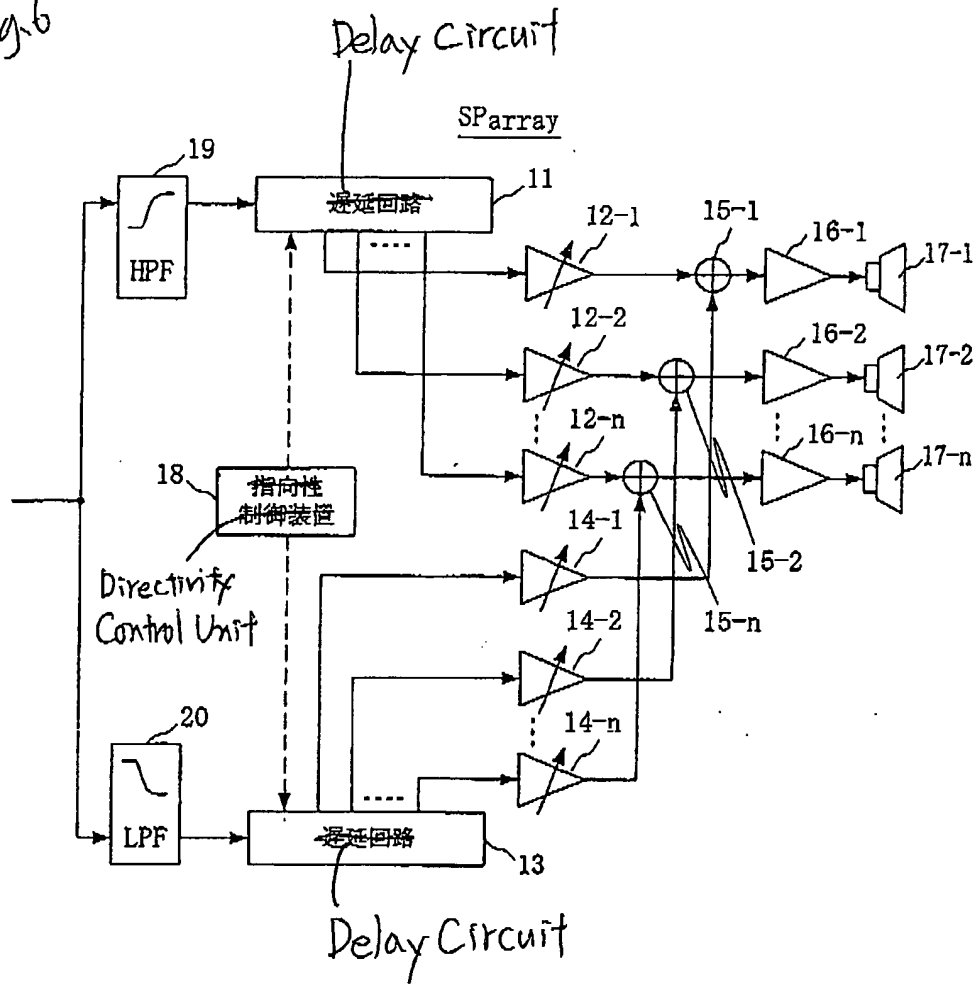 g.6
Delay Circuit
SParray
19
遅延回路
11
HPF
12-1
15-1
16-1
17-1
12-2
16-2
17-2
12-n
16-n
17-n
18
指向性
制御装置
14-1
15-2
Directivity
Control Unit
15-n
14-2
20
14-n
LPF
遅延回路
13
Delay Circuit